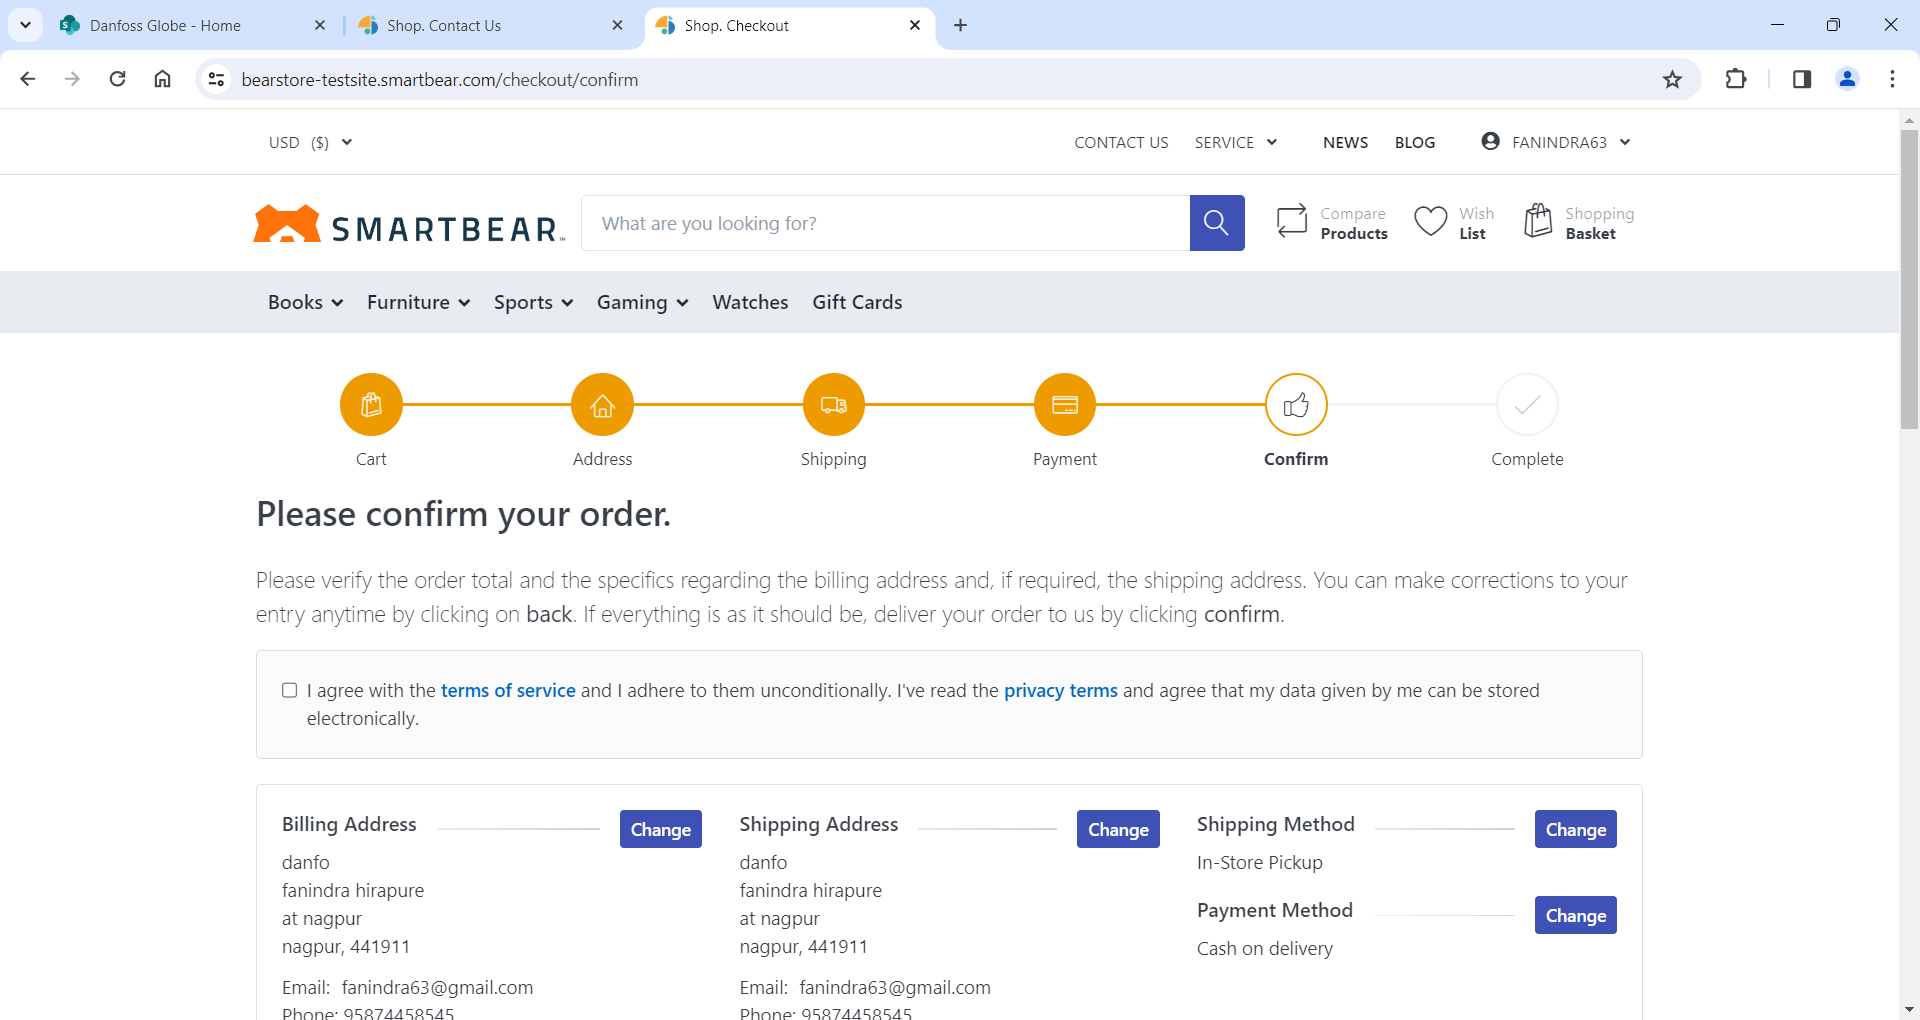 Danfoss Globe - Home
Shop. Contact Us
Shop. Checkout
bearstore-testsite.smartbear.com/checkout/confirm
USD ($)
CONTACT US
SERVICE
NEWS
BLOG
FANINDRA63
SMARTBEAR
What are you looking for?
Compare
Products
Wish
List
Shopping
Basket
Books
Furniture
Sports
Gaming
Watches
Gift Cards
Cart
Address
Shipping
Payment
Confirm
Complete
Please confirm your order.
Please verify the order total and the specifics regarding the billing address and, if required, the shipping address. You can make corrections to your
entry anytime by clicking on back. If everything is as it should be, deliver your order to us by clicking confirm.
I agree with the terms of service and I adhere to them unconditionally. I've read the privacy terms and agree that my data given by me can be stored
electronically.
Billing Address
Change
danfo
fanindra hirapure
at nagpur
nagpur, 441911
Email: fanindra63@gmail.com
Phone: 95874458545
Shipping Address
Change
danfo
fanindra hirapure
at nagpur
nagpur, 441911
Email: fanindra63@gmail.com
Phone: 95874458545
Shipping Method
Change
In-Store Pickup
Payment Method
Change
Cash on delivery